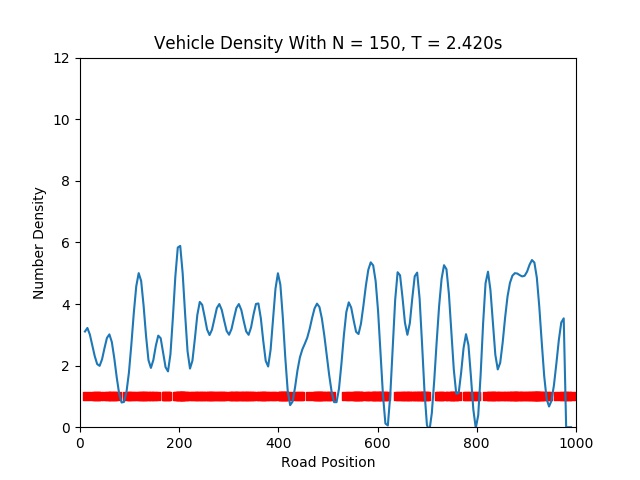 Vehicle Density With N = 150, T = 2.420s
12
10
8
6
4
2
0
Number Density
0 200 400 600 800 1000
Road Position